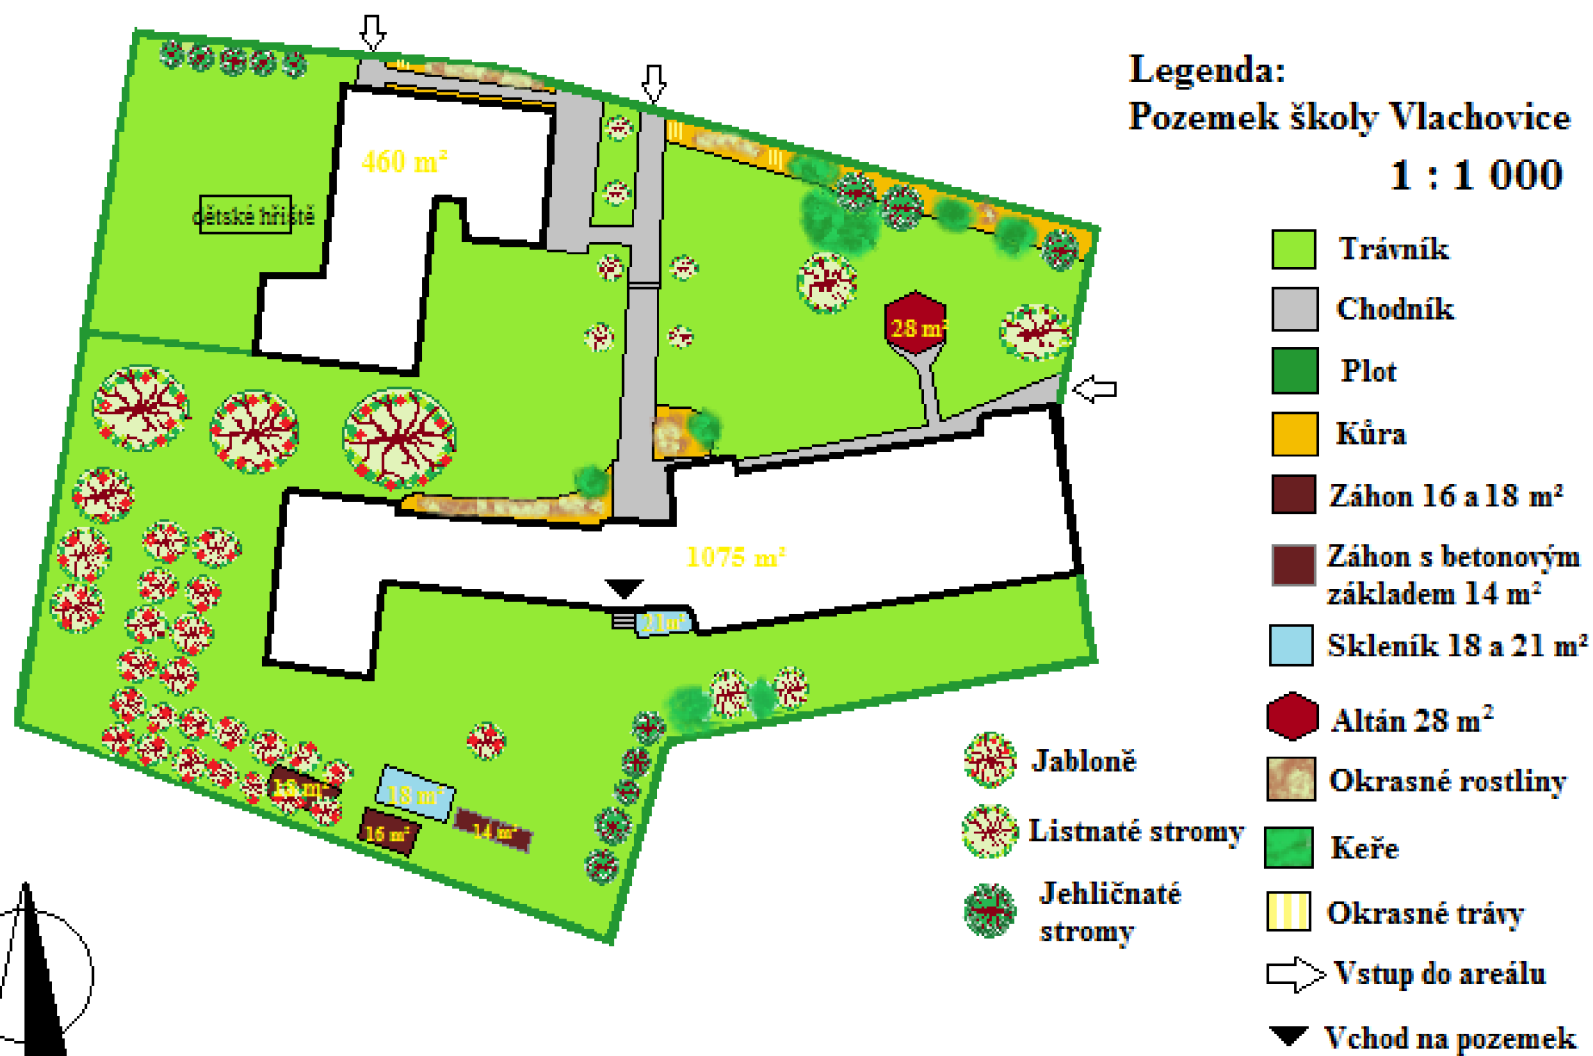 Legenda:
Pozemek školy Vlachovice
1 : 1 000
460 m²
dětské hřiště
28 m²
1075 m²
21m²
18 m²
16 m²
14 m²
Trávník
Chodník
Plot
Kůra
Záhon 16 a 18 m²
Záhon s betonovým
základem 14 m²
Skleník 18 a 21 m²
Altán 28 m²
Okrasné rostliny
Keře
Okrasné trávy
Vstup do areálu
Vchod na pozemek
Jabloně
Listnaté stromy
Jehličnaté
stromy